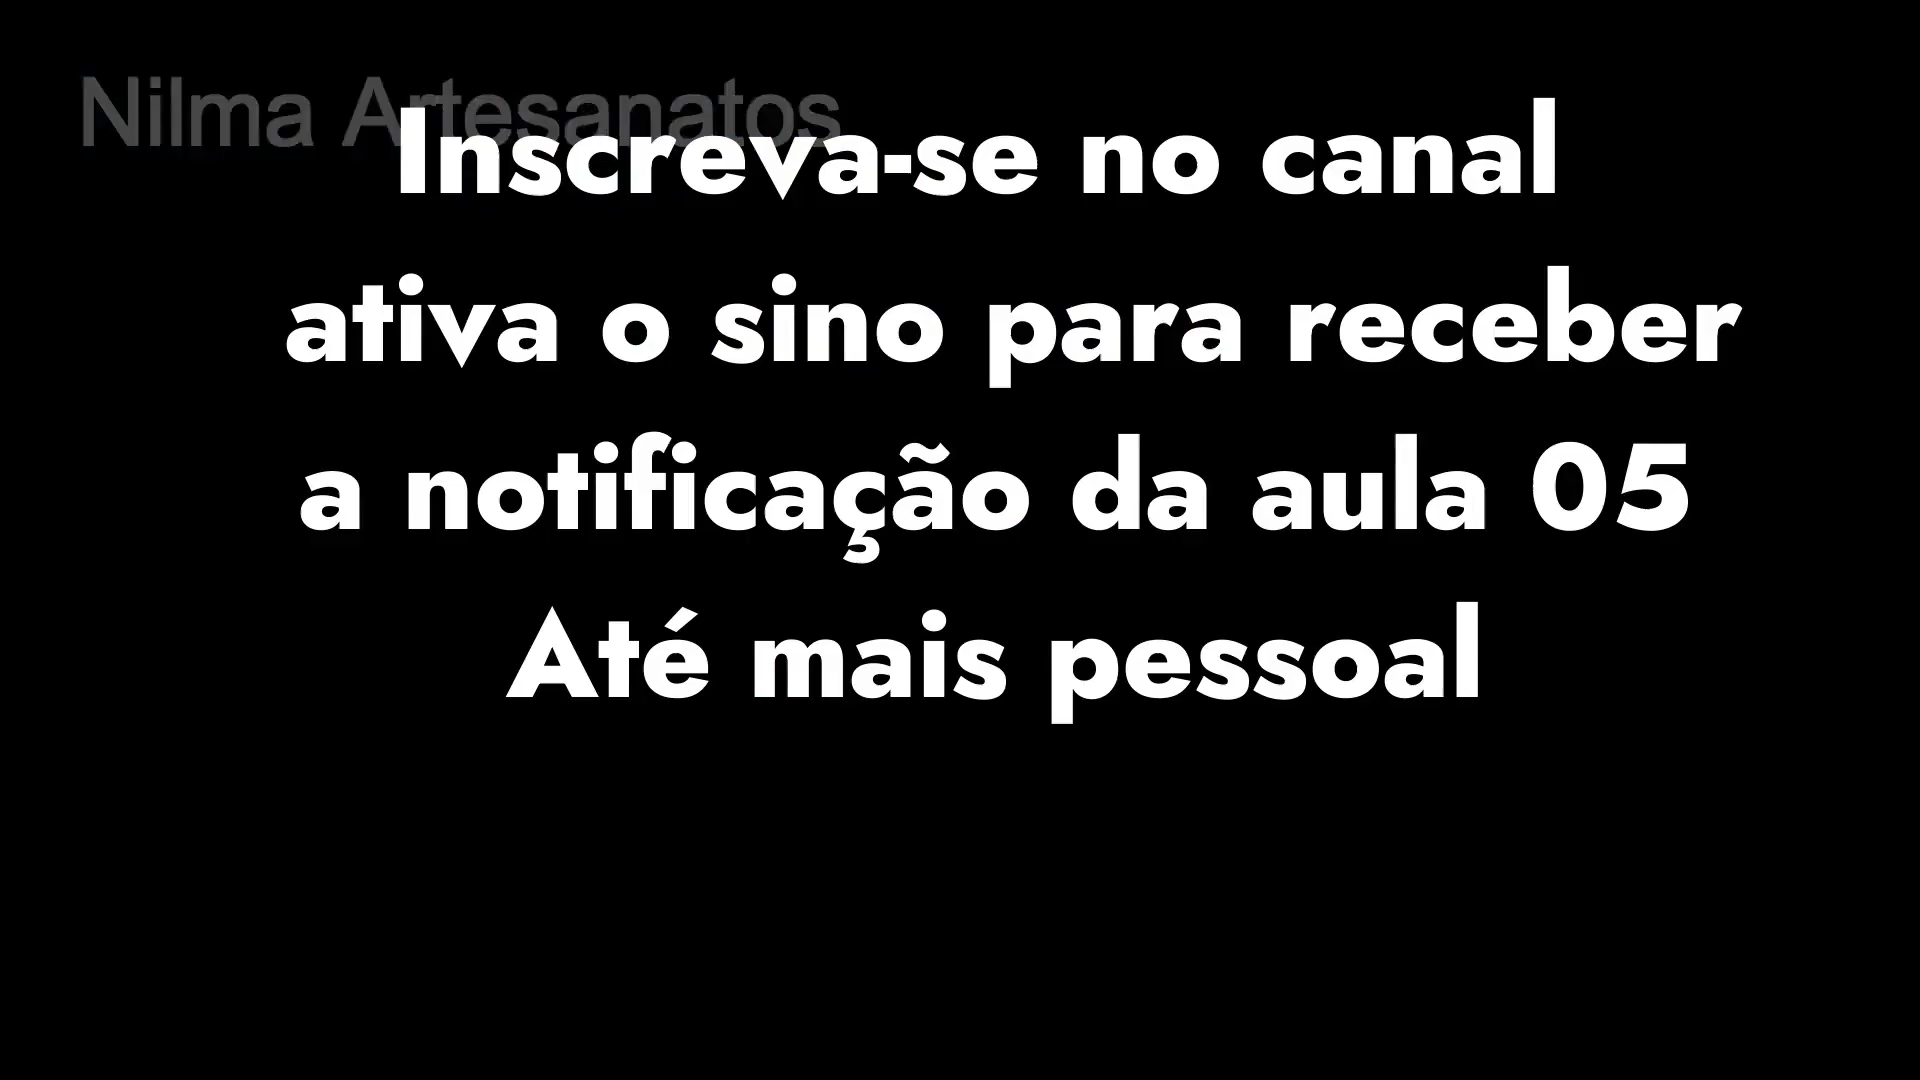 Nilma Artesanatos
Inscreva-se no canal
ativa o sino para receber
a notificação da aula 05
Até mais pessoal